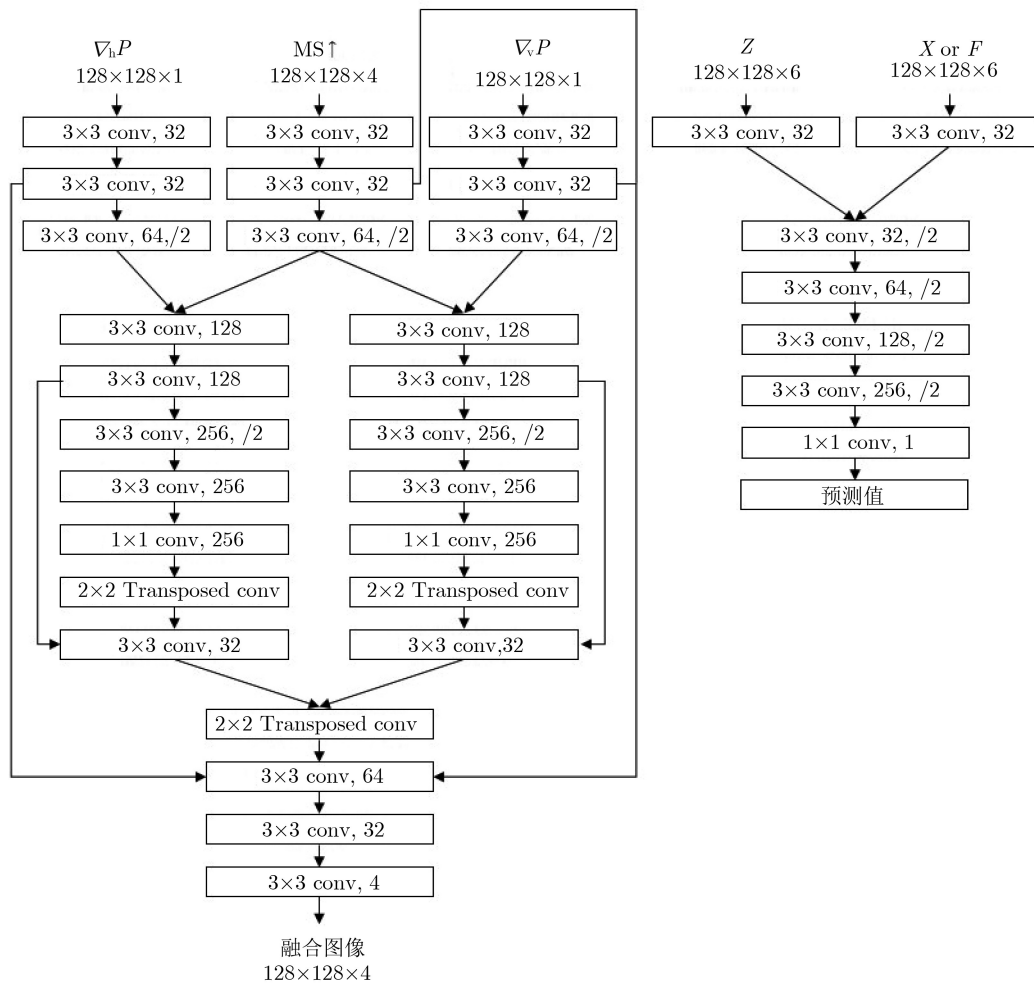 ∇hP
128×128×1
3×3 conv, 32
3×3 conv, 32
3×3 conv, 64,/2
MS↑
128×128×4
3×3 conv, 32
3×3 conv, 32
3×3 conv, 64, /2
∇vP
128×128×1
3×3 conv, 32
3×3 conv, 32
3×3 conv, 64, /2
3×3 conv, 128
3×3 conv, 128
3×3 conv, 256, /2
3×3 conv, 256
1×1 conv, 256
2×2 Transposed conv
3×3 conv, 32
3×3 conv, 128
3×3 conv, 128
3×3 conv, 256, /2
3×3 conv, 256
1×1 conv, 256
2×2 Transposed conv
3×3 conv,32
2×2 Transposed conv
3×3 conv, 64
3×3 conv, 32
3×3 conv, 4
融合图像
128×128×4
Z
128×128×6
3×3 conv, 32
X or F
128×128×6
3×3 conv, 32
3×3 conv, 32, /2
3×3 conv, 64, /2
3×3 conv, 128, /2
3×3 conv, 256, /2
1×1 conv, 1
预测值